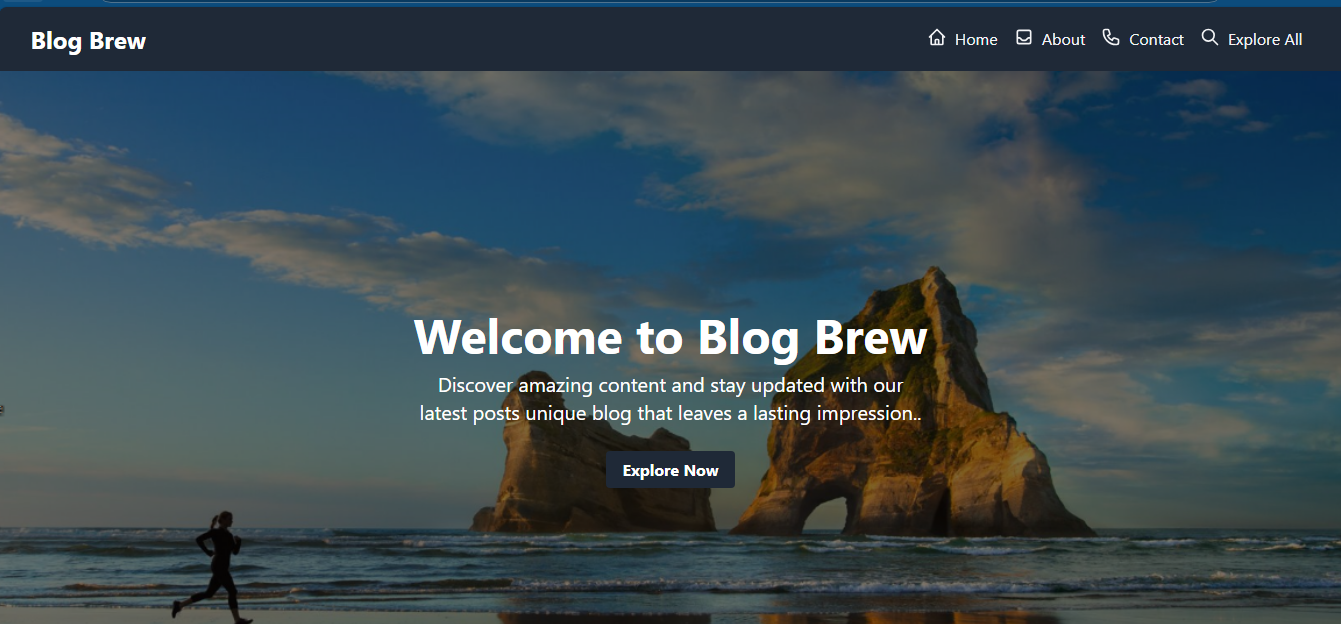 Blog Brew
Home About Contact Explore All
Welcome to Blog Brew
Discover amazing content and stay updated with our
latest posts unique blog that leaves a lasting impression..
Explore Now